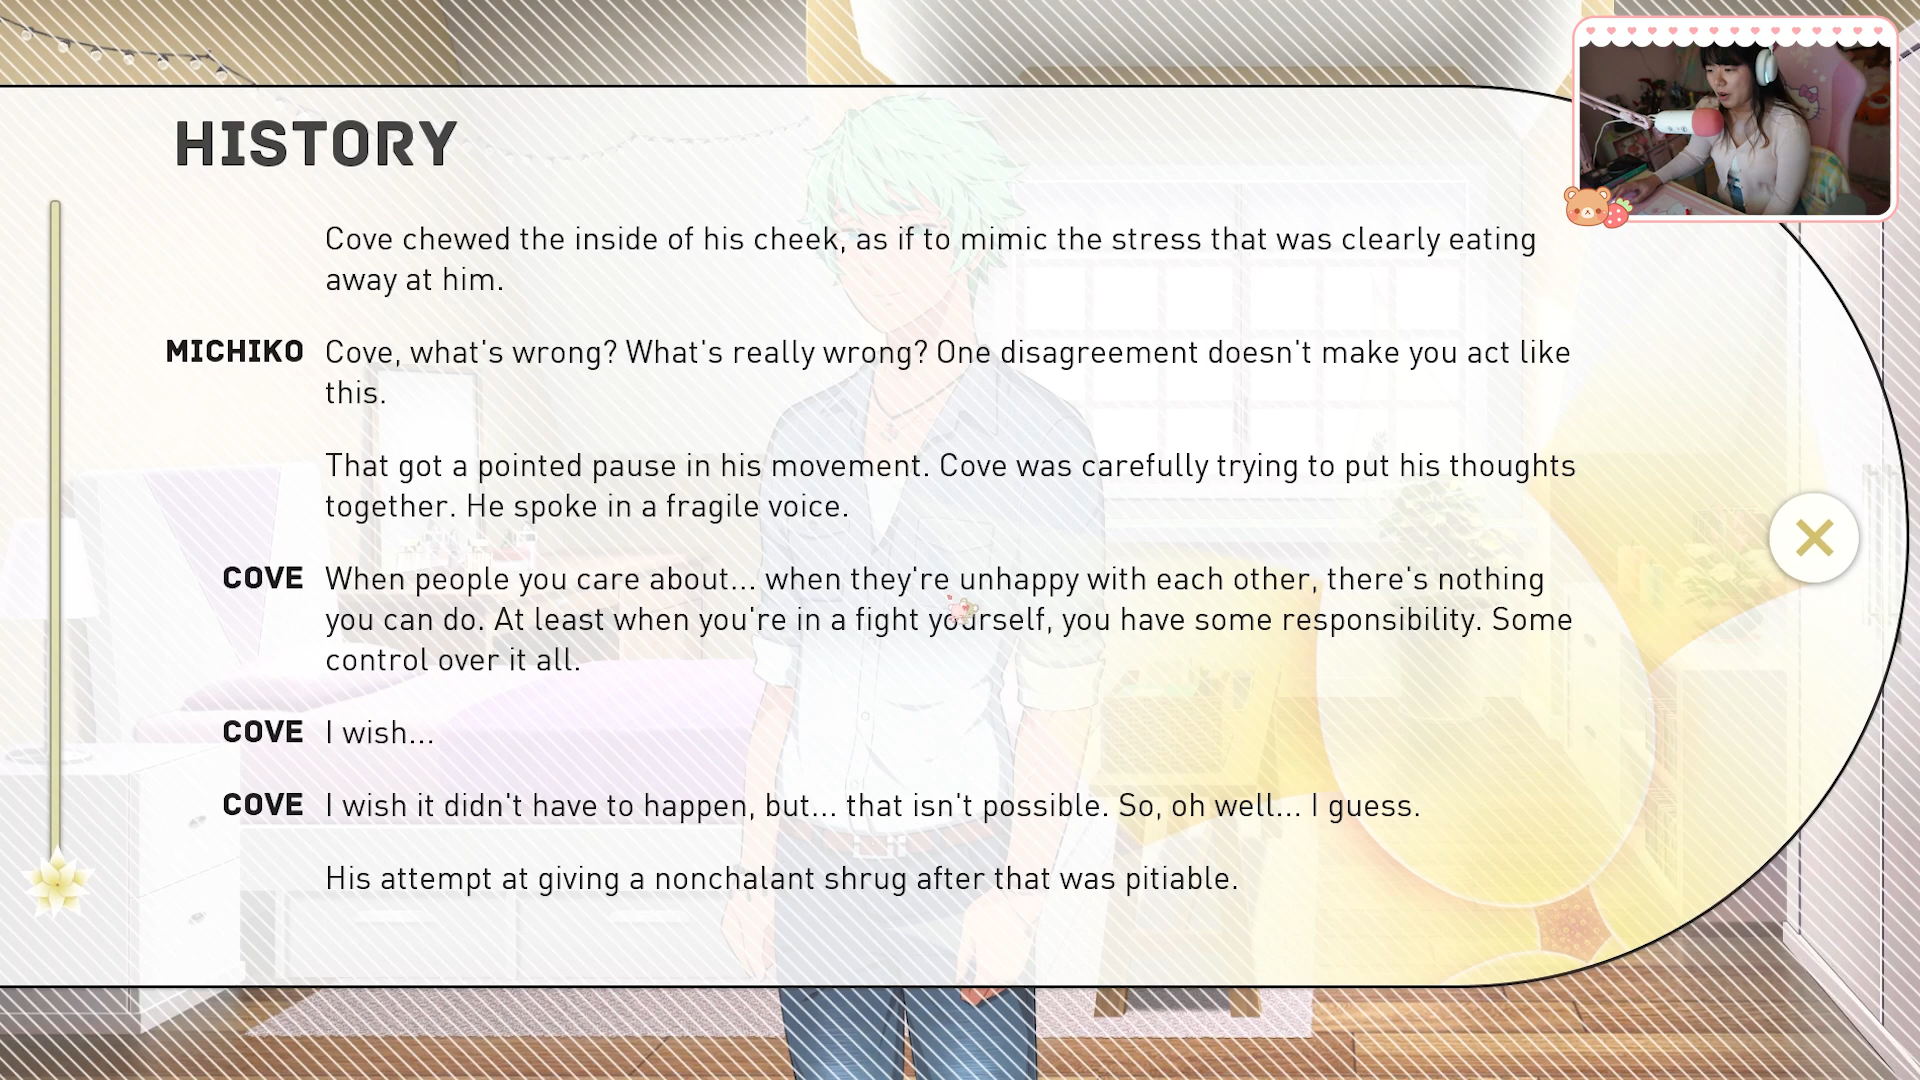 HISTORY
Cove chewed the inside of his cheek, as if to mimic the stress that was clearly eating
away at him.
MICHIKO Cove, what's wrong? What's really wrong? One disagreement doesn't make you act like
this.
That got a pointed pause in his movement. Cove was carefully trying to put his thoughts
together. He spoke in a fragile voice.
COVE When people you care about... when they're unhappy with each other, there's nothing
you can do. At least when you're in a fight yourself, you have some responsibility. Some
control over it all.
COVE I wish...
COVE I wish it didn't have to happen, but... that isn't possible. So, oh well... I guess.
His attempt at giving a nonchalant shrug after that was pitiable.